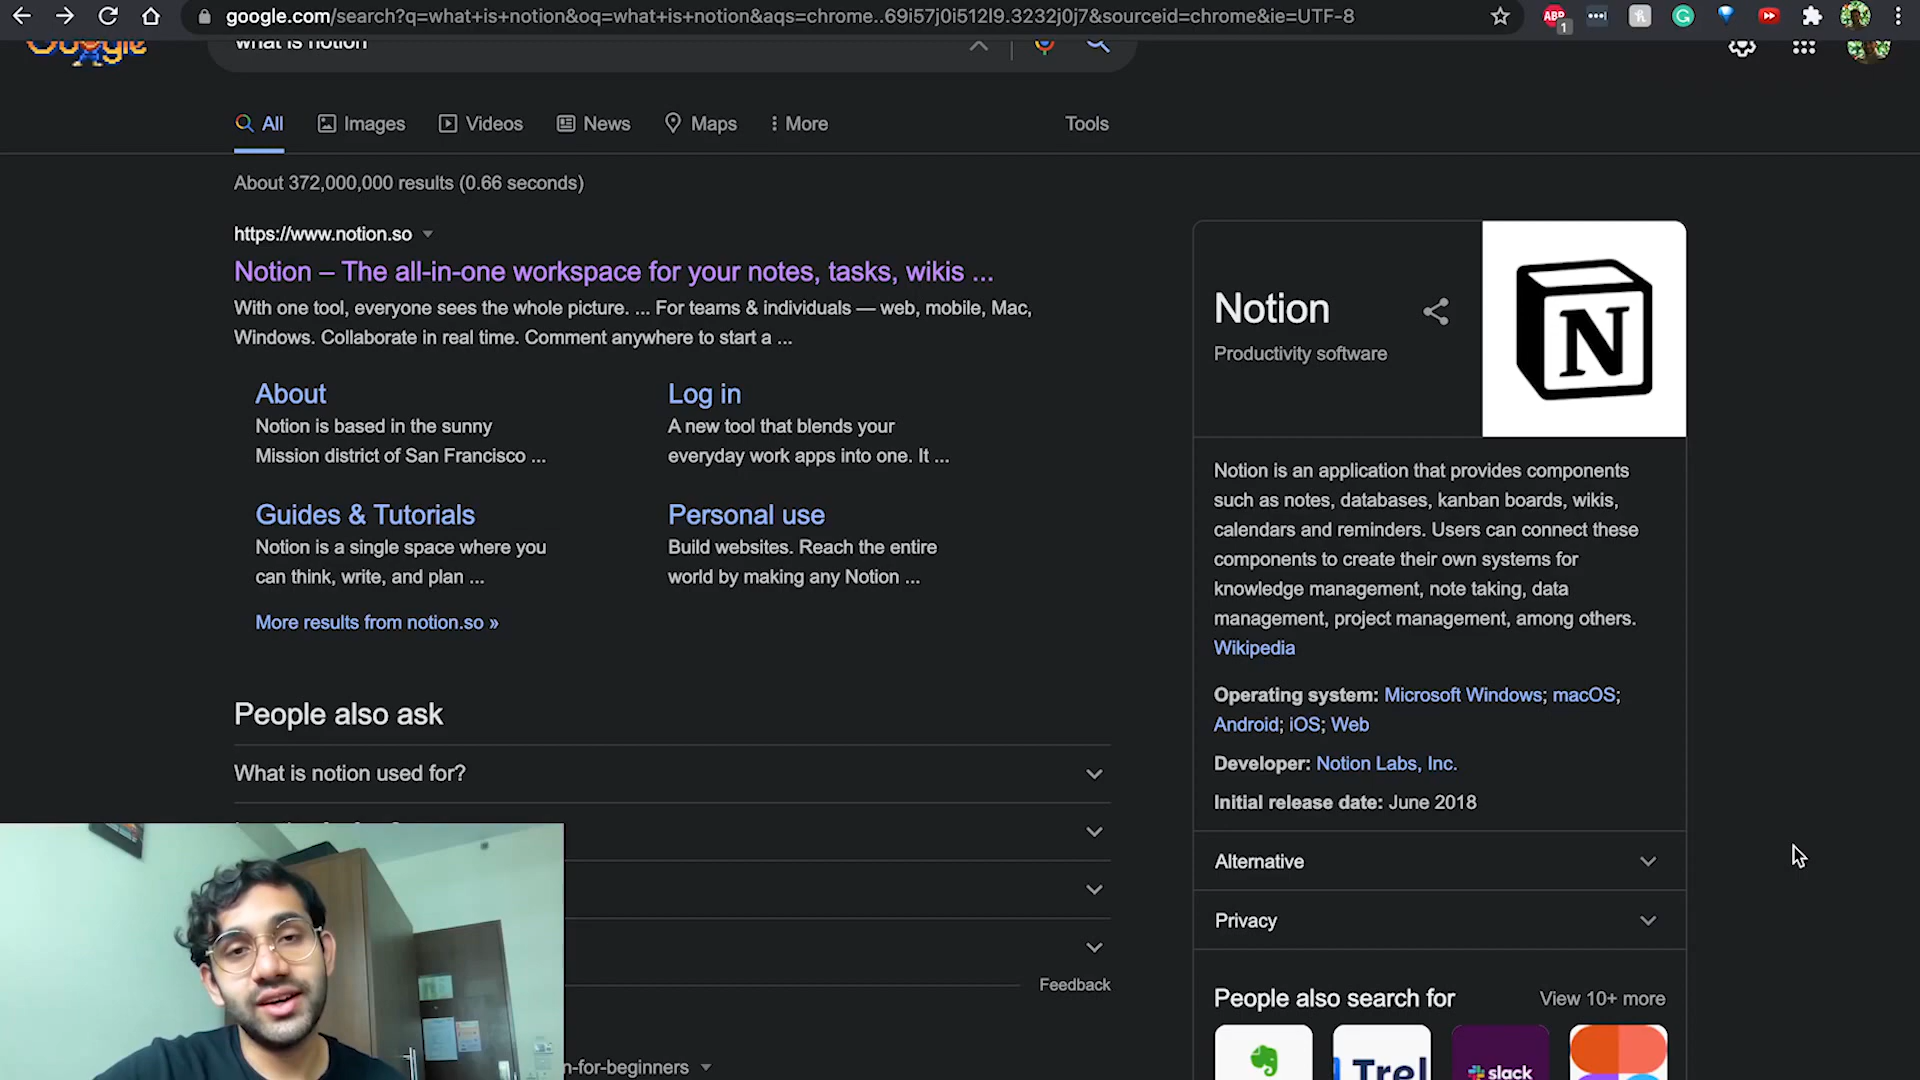 google.com/search?q=what+is+notion&oq=what+is+notion&aqs=chrome..69i57j0i512l9.3232j0j7&sourceid=chrome&ie=UTF-8
ABP
1
Google
what is notion
All
Images
Videos
News
Maps
More
Tools
About 372,000,000 results (0.66 seconds)
https://www.notion.so
Notion – The all-in-one workspace for your notes, tasks, wikis ...
With one tool, everyone sees the whole picture. ... For teams & individuals — web, mobile, Mac,
Windows. Collaborate in real time. Comment anywhere to start a ...
About
Notion is based in the sunny
Mission district of San Francisco ...
Log in
A new tool that blends your
everyday work apps into one. It ...
Guides & Tutorials
Notion is a single space where you
can think, write, and plan ...
Personal use
Build websites. Reach the entire
world by making any Notion ...
More results from notion.so »
People also ask
What is notion used for?
Feedback
n-for-beginners
Notion
Productivity software
N
Notion is an application that provides components
such as notes, databases, kanban boards, wikis,
calendars and reminders. Users can connect these
components to create their own systems for
knowledge management, note taking, data
management, project management, among others.
Wikipedia
Operating system: Microsoft Windows; macOS;
Android; iOS; Web
Developer: Notion Labs, Inc.
Initial release date: June 2018
Alternative
Privacy
People also search for
View 10+ more
Trel
slack